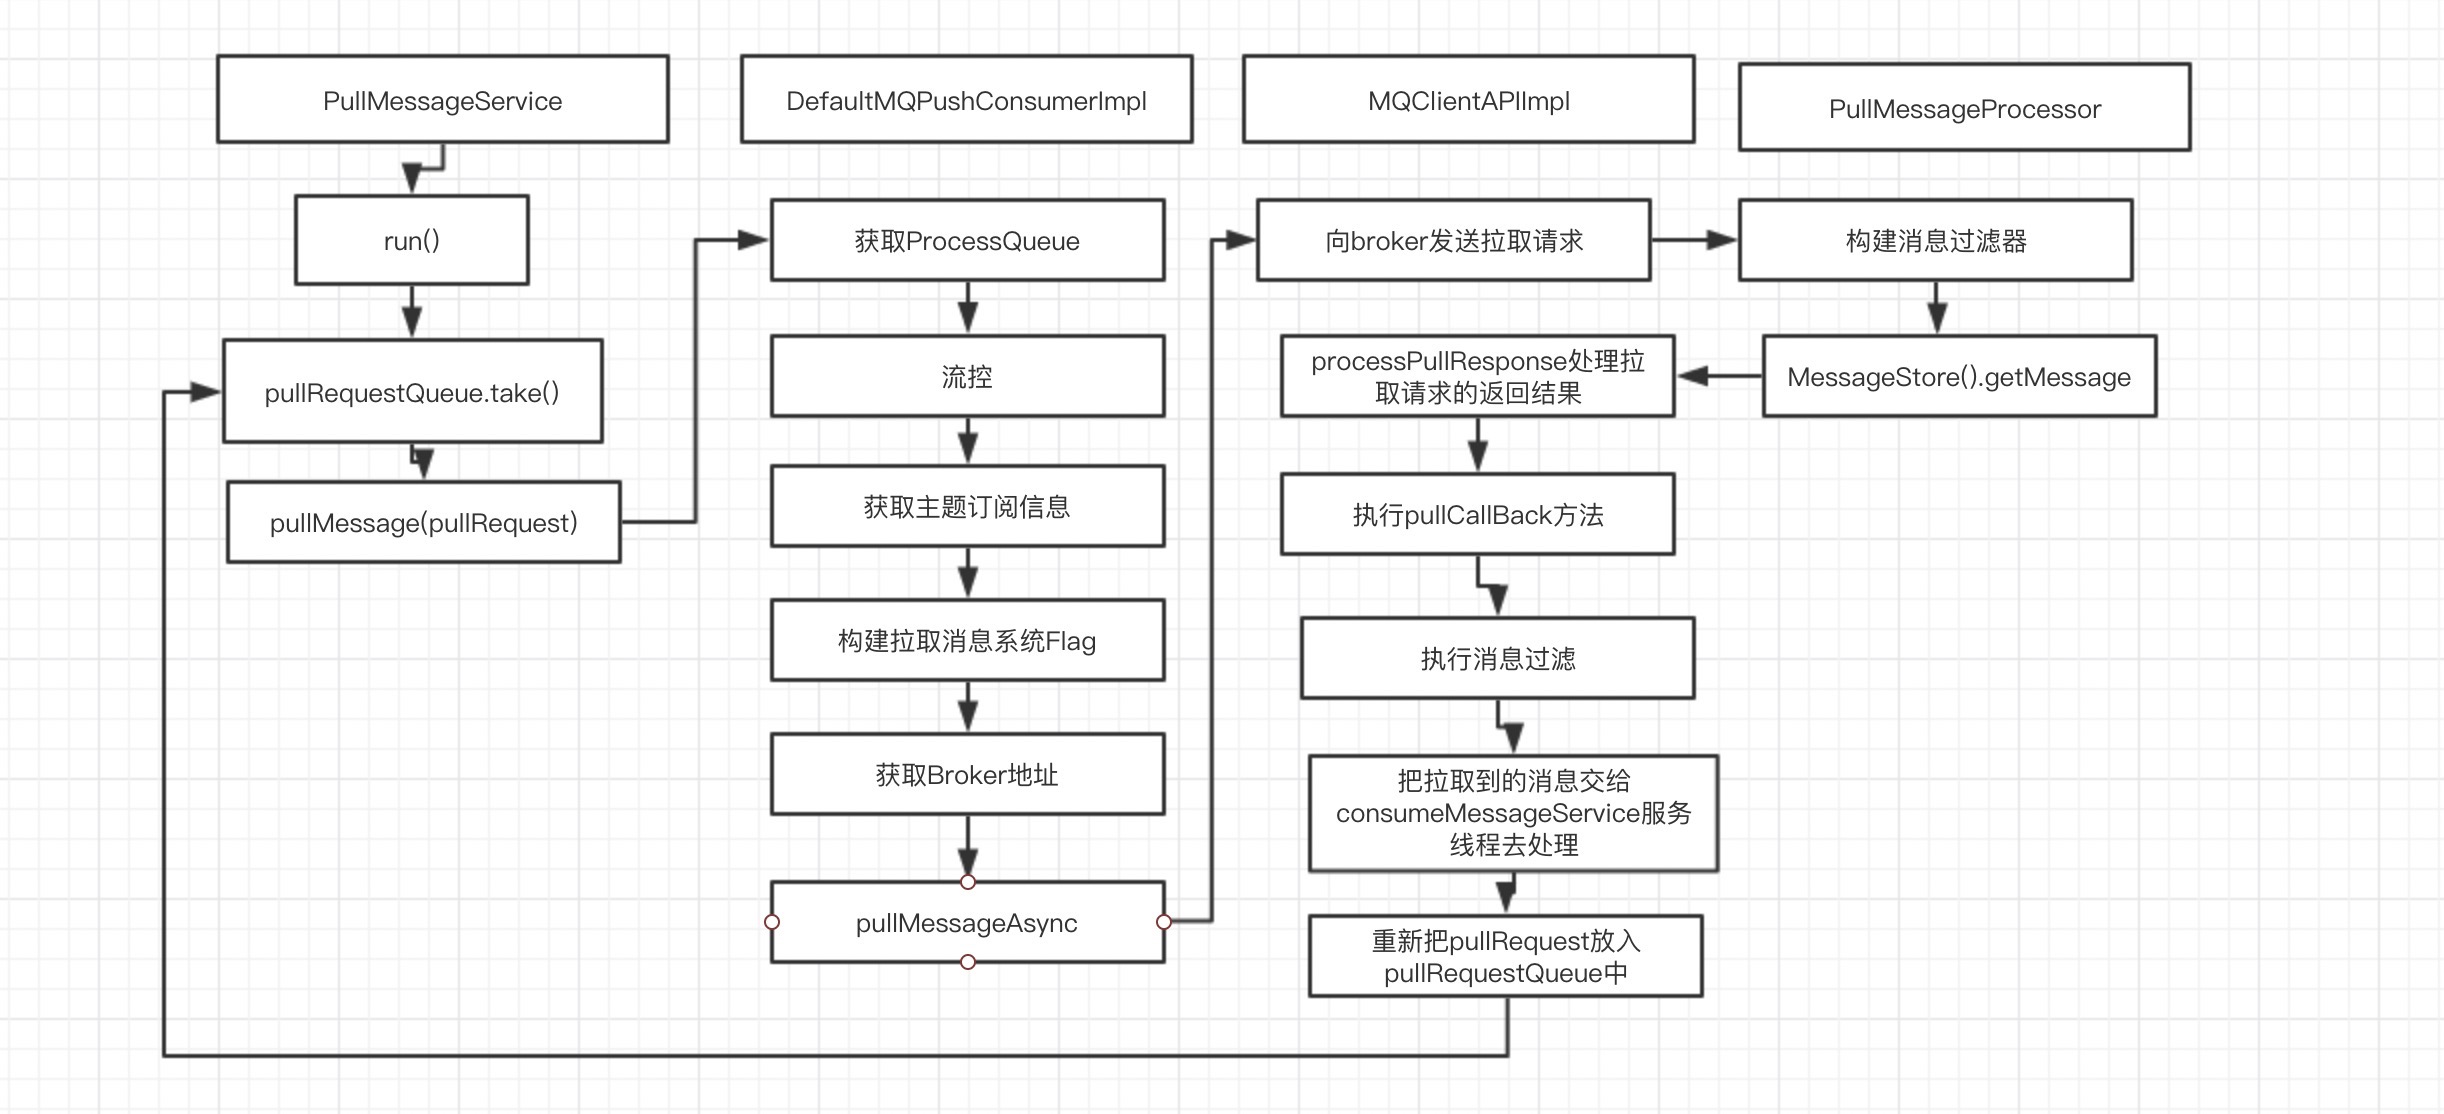 PullMessageService
run()
pullRequestQueue.take()
pullMessage(pullRequest)
DefaultMQPushConsumerImpl
获取ProcessQueue
流控
获取主题订阅信息
构建拉取消息系统Flag
获取Broker地址
pullMessageAsync
MQClientAPIImpl
向broker发送拉取请求
processPullResponse处理拉
取请求的返回结果
执行pullCallBack方法
执行消息过滤
把拉取到的消息交给
consumeMessageService服务
线程去处理
重新把pullRequest放入
pullRequestQueue中
PullMessageProcessor
构建消息过滤器
MessageStore().getMessage